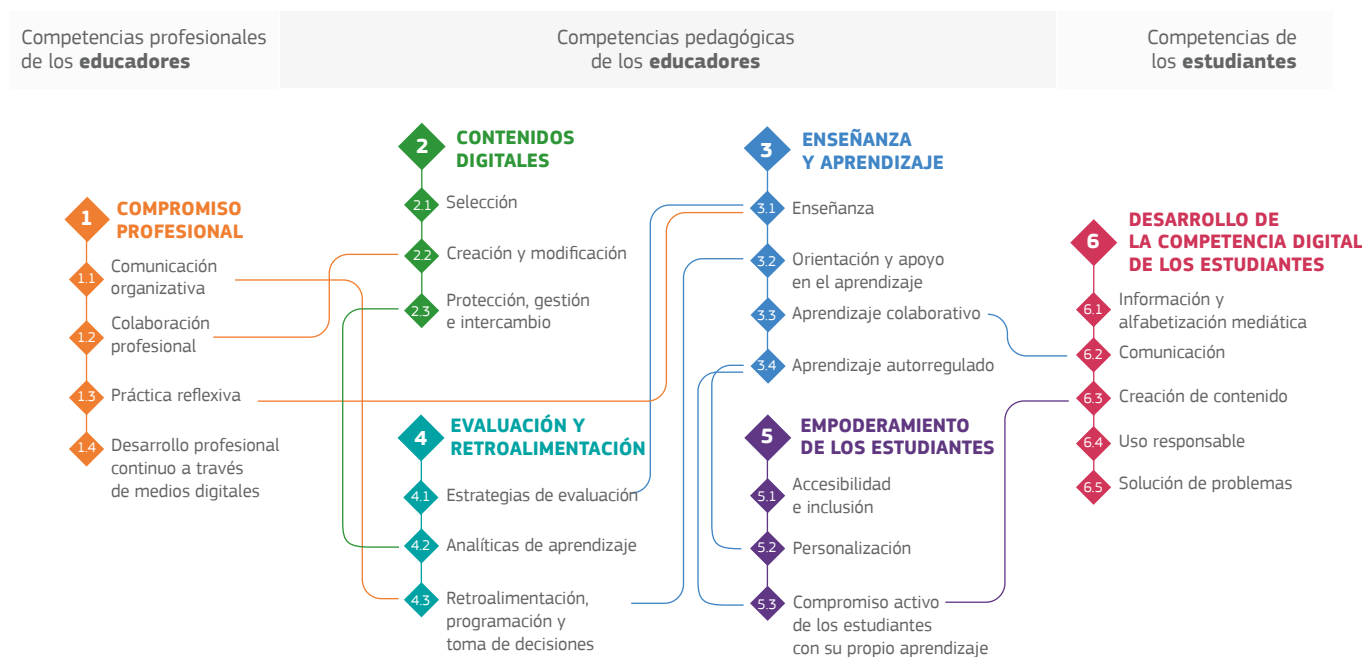 Competencias profesionales
de los educadores
Competencias pedagógicas
de los educadores
Competencias de
los estudiantes
1
COMPROMISO
PROFESIONAL
1.1
Comunicación
organizativa
1.2
Colaboración
profesional
1.3
Práctica reflexiva
1.4
Desarrollo profesional
continuo a través
de medios digitales
2
CONTENIDOS
DIGITALES
2.1
Selección
2.2
Creación y modificación
2.3
Protección, gestión
e intercambio
3
ENSEÑANZA
Y APRENDIZAJE
3.1
Enseñanza
3.2
Orientación y apoyo
en el aprendizaje
3.3
Aprendizaje colaborativo
3.4
Aprendizaje autorregulado
4
EVALUACIÓN Y
RETROALIMENTACIÓN
4.1
Estrategias de evaluación
4.2
Analíticas de aprendizaje
4.3
Retroalimentación,
programación y
toma de decisiones
5
EMPODERAMIENTO
DE LOS ESTUDIANTES
5.1
Accesibilidad
e inclusión
5.2
Personalización
5.3
Compromiso activo
de los estudiantes
con su propio aprendizaje
6
DESARROLLO DE
LA COMPETENCIA DIGITAL
DE LOS ESTUDIANTES
6.1
Información y
alfabetización mediática
6.2
Comunicación
6.3
Creación de contenido
6.4
Uso responsable
6.5
Solución de problemas